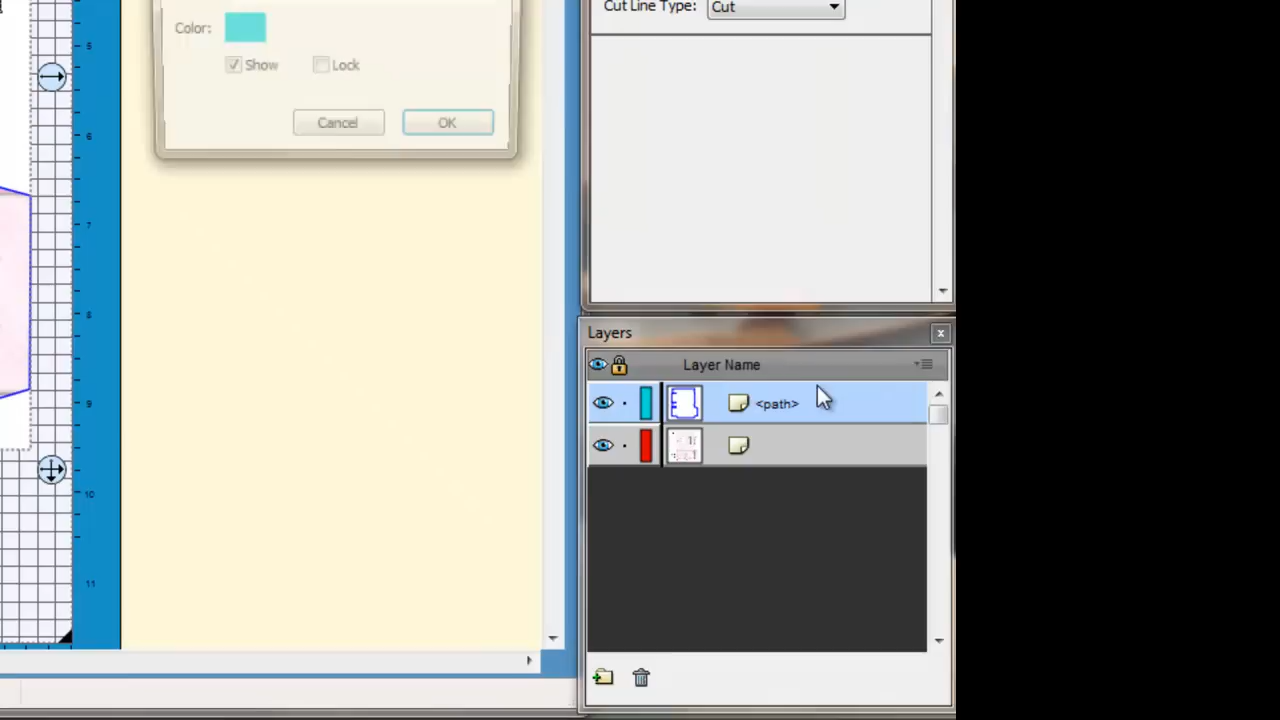 Cut Line Type: Cut
Color:
Show Lock
Cancel OK
5
6
7
8
9
10
11
Layers x
Layer Name
<path>